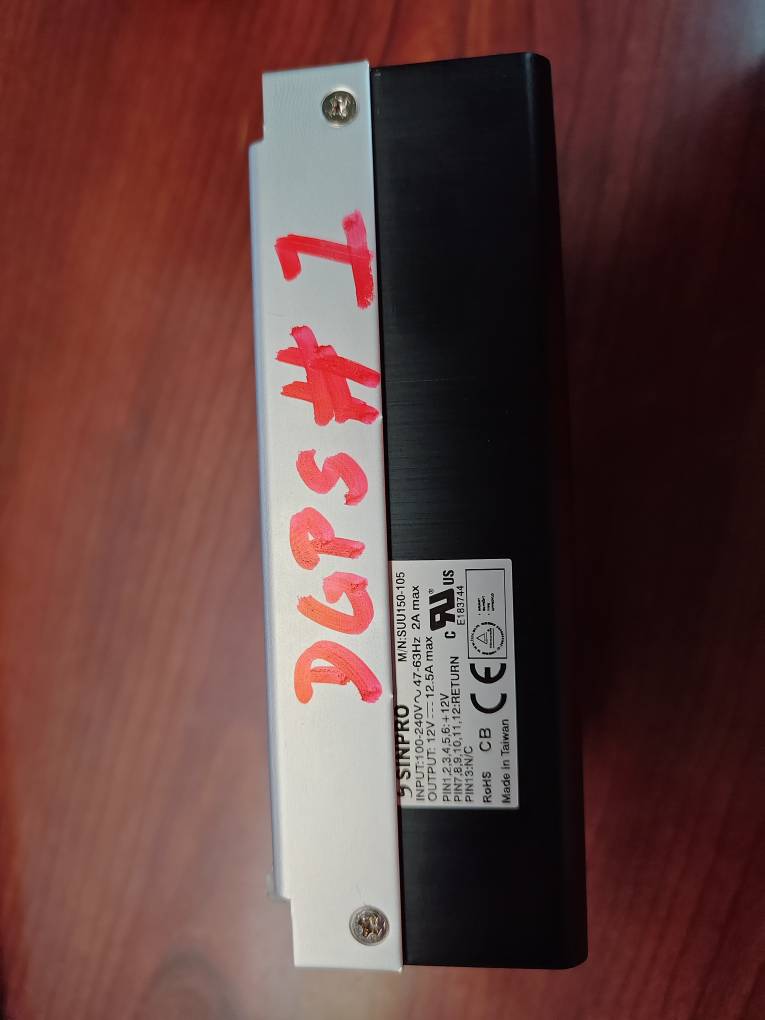 DGPS#1
SINPRO M/N:SUU150-105
INPUT:100-240V~47-63Hz 2A max
OUTPUT: 12V⎓12.5A max
PIN1,2,3,4,5,6:+12V
PIN7,8,9,10,11,12:RETURN
PIN13:N/C
C US
E183744
RoHS CB CE
Made in Taiwan